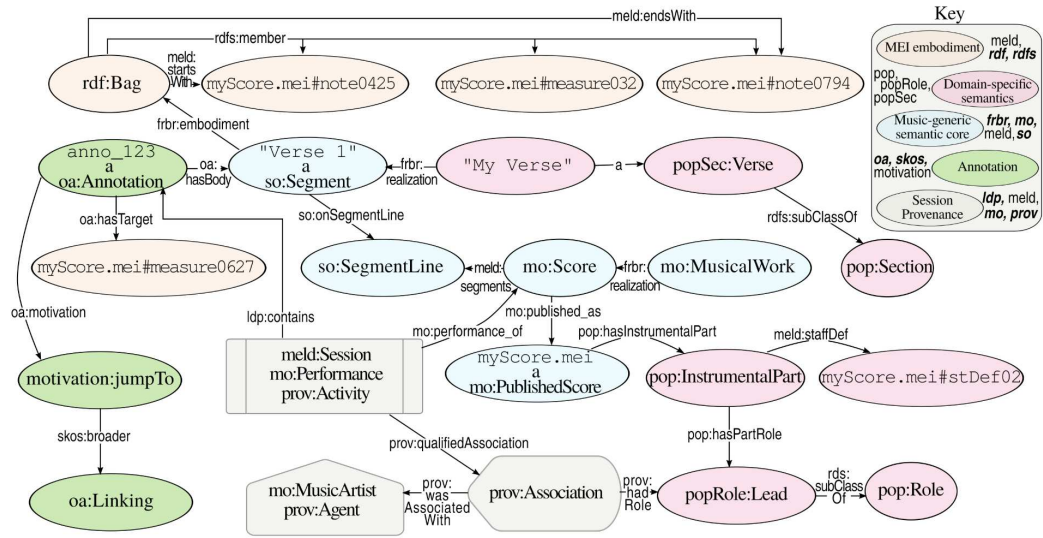 meld:endsWith
Key
rdfs:member
meld:
starts
With
rdf:Bag
myScore.mei#note0425
myScore.mei#measure032
myScore.mei#note0794
MEI embodiment
meld,
rdf, rdfs
pop,
popRole,
popSec
Domain-specific
semantics
Music-generic
semantic core
frbr, mo,
meld,so
oa, skos,
motivation
Annotation
Session
Provenance
ldp, meld,
mo, prov
frbr:embodiment
anno_123
a
oa:Annotation
oa:
hasBody
"Verse 1"
a
so:Segment
frbr:
realization
"My Verse"
a
popSec:Verse
oa:hasTarget
so:onSegmentLine
rdfs:subClassOf
myScore.mei#measure0627
so:SegmentLine
meld:
segments
mo:Score
frbr:
realization
mo:MusicalWork
pop:Section
oa:motivation
ldp:contains
mo:performance_of
mo:published_as
pop:hasInstrumentalPart
meld:staffDef
motivation:jumpTo
meld:Session
mo:Performance
prov:Activity
myScore.mei
a
mo:PublishedScore
pop:InstrumentalPart
myScore.mei#stDef02
skos:broader
prov:qualifiedAssociation
pop:hasPartRole
oa:Linking
mo:MusicArtist
prov:Agent
prov:
was
Associated
With
prov:Association
prov:
had
Role
popRole:Lead
rds:
subClass
Of
pop:Role